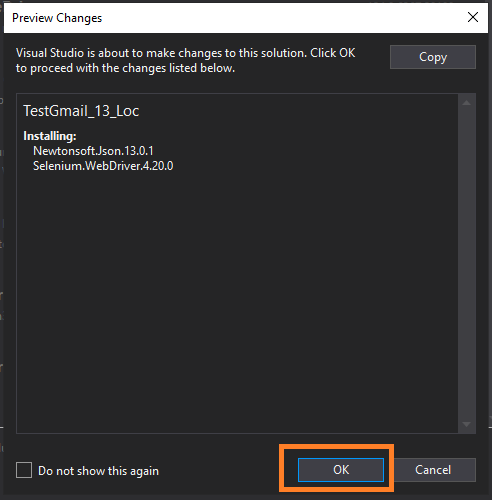 Preview Changes
Visual Studio is about to make changes to this solution. Click OK
to proceed with the changes listed below.
Copy
TestGmail_13_Loc
Installing:
Newtonsoft.Json.13.0.1
Selenium.WebDriver.4.20.0
Do not show this again
OK
Cancel